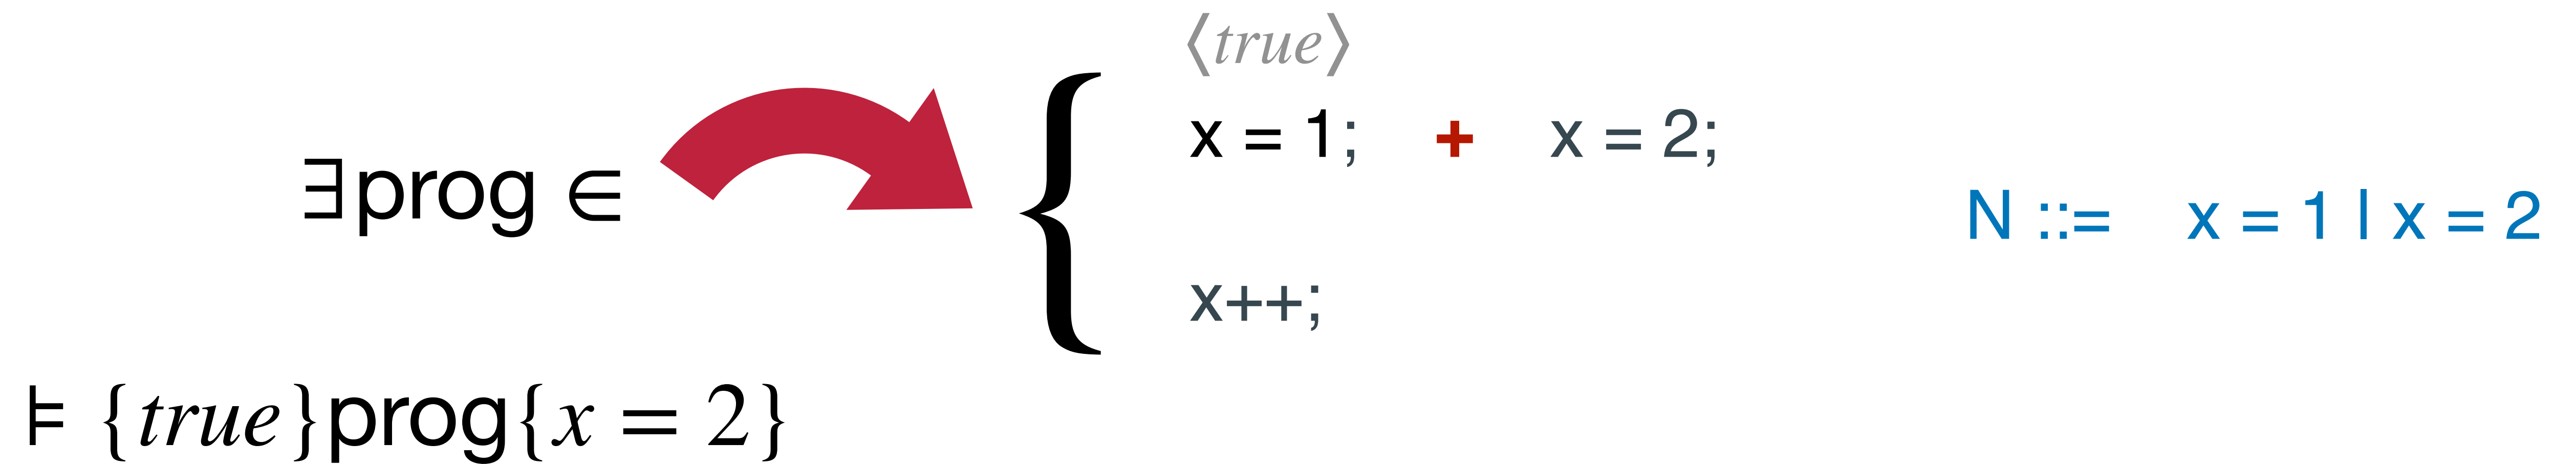 ⟨true⟩
x = 1; + x = 2;
∃prog ∈ {
N ::= x = 1 | x = 2
x++;
⊨ {true}prog{x = 2}